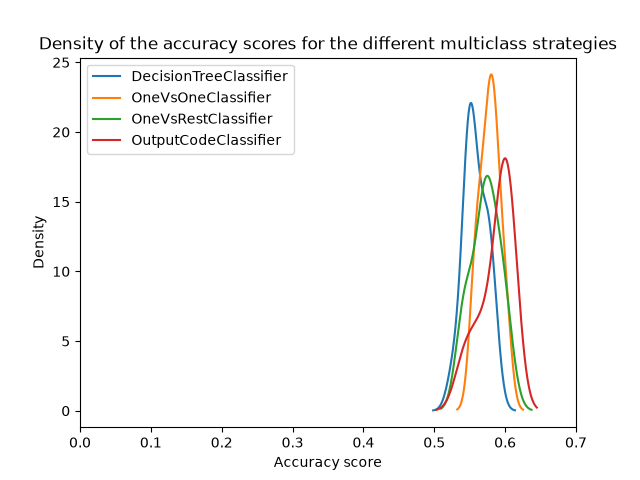 Density of the accuracy scores for the different multiclass strategies
25
20
15
10
5
0
Density
DecisionTreeClassifier
OneVsOneClassifier
OneVsRestClassifier
OutputCodeClassifier
0.0 0.1 0.2 0.3 0.4 0.5 0.6 0.7
Accuracy score